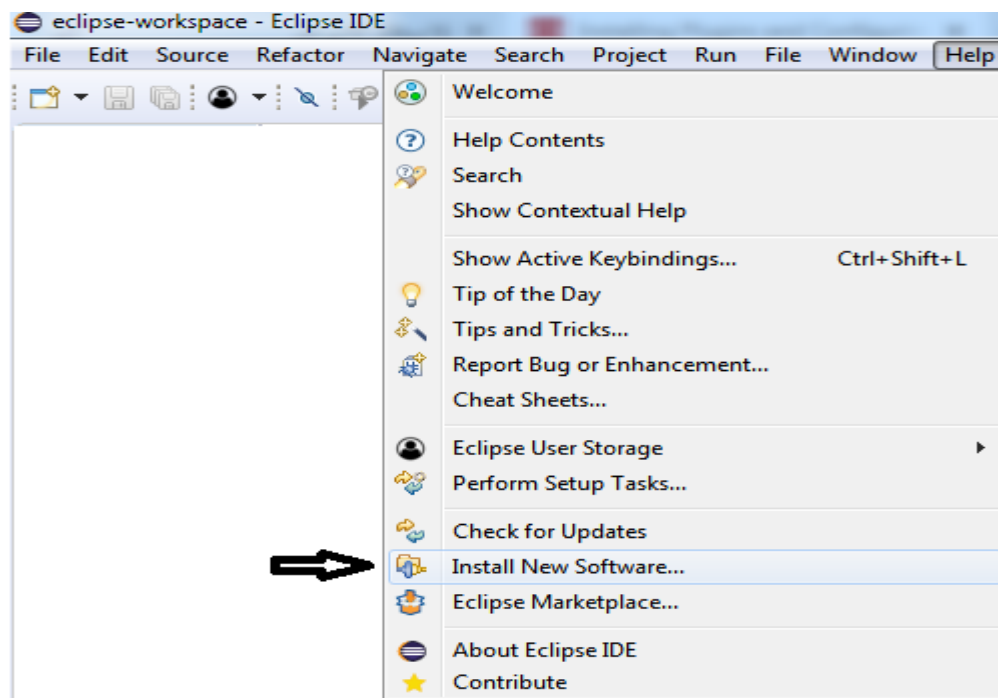 eclipse-workspace - Eclipse IDE
File Edit Source Refactor Navigate Search Project Run File Window Help
Welcome
Help Contents
Search
Show Contextual Help
Show Active Keybindings... Ctrl+Shift+L
Tip of the Day
Tips and Tricks...
Report Bug or Enhancement...
Cheat Sheets...
Eclipse User Storage
Perform Setup Tasks...
Check for Updates
Install New Software...
Eclipse Marketplace...
About Eclipse IDE
Contribute